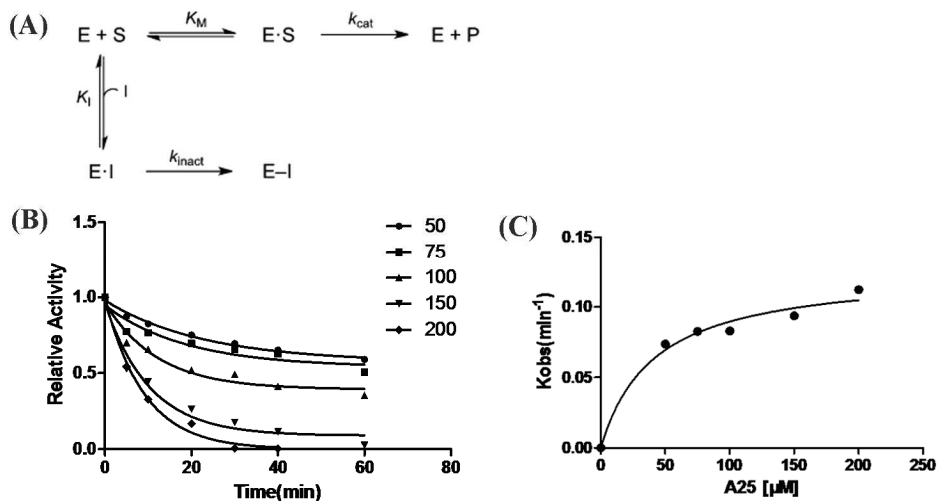 (A)
E + S
K_M
E·S
k_cat
E + P
K_I
I
E·I
k_inact
E–I
(B)
1.5
1.0
0.5
0.0
0
20
40
60
80
Relative Activity
Time(min)
50
75
100
150
200
(C)
0.15
0.10
0.05
0.00
0
50
100
150
200
250
Kobs(min⁻¹)
A25 [µM]